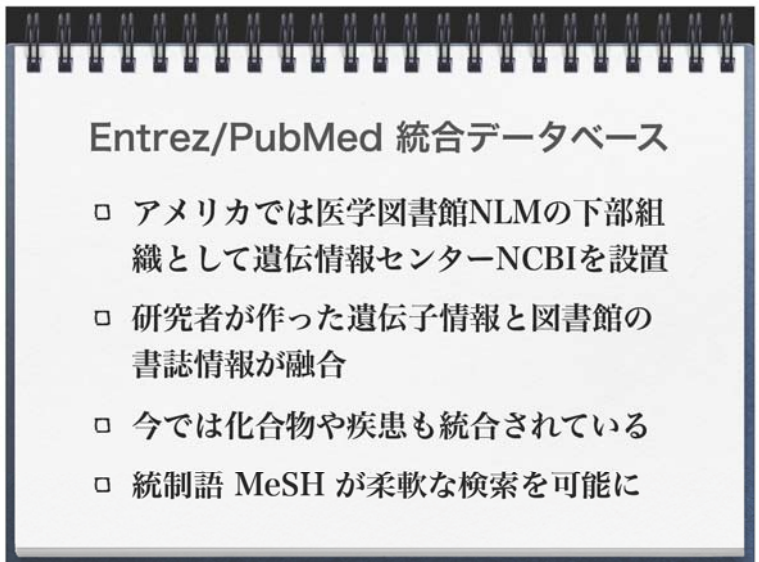 Entrez/PubMed 統合データベース
アメリカでは医学図書館NLMの下部組
織として遺伝情報センターNCBIを設置
研究者が作った遺伝子情報と図書館の
書誌情報が融合
今では化合物や疾患も統合されている
統制語 MeSH が柔軟な検索を可能に